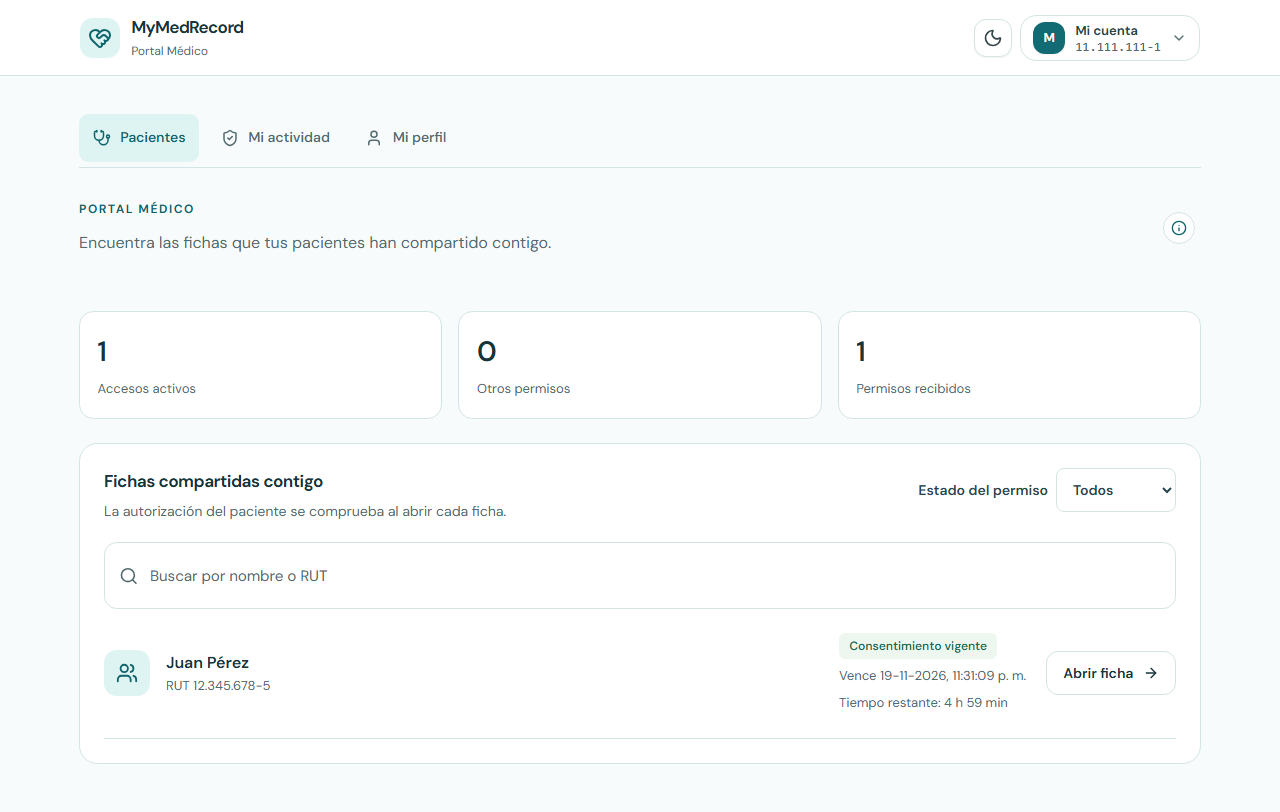 MyMedRecord
Portal Médico
M
Mi cuenta
11.111.111-1
Pacientes
Mi actividad
Mi perfil
PORTAL MÉDICO
Encuentra las fichas que tus pacientes han compartido contigo.
1
Accesos activos
0
Otros permisos
1
Permisos recibidos
Fichas compartidas contigo
La autorización del paciente se comprueba al abrir cada ficha.
Estado del permiso
Todos
Buscar por nombre o RUT
Juan Pérez
RUT 12.345.678-5
Consentimiento vigente
Vence 19-11-2026, 11:31:09 p. m.
Tiempo restante: 4 h 59 min
Abrir ficha